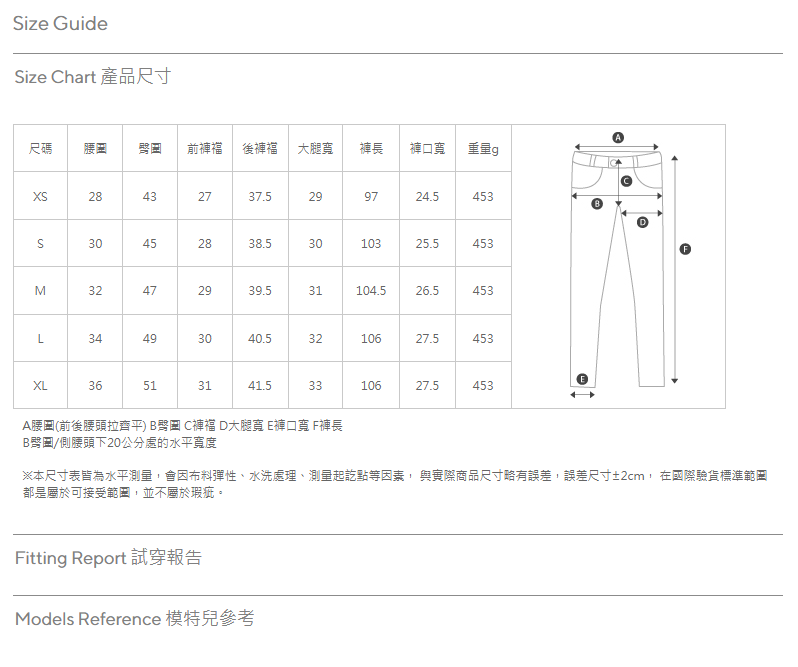 Size Guide
Size Chart 產品尺寸
尺碼 腰圍 臀圍 前褲襠 後褲襠 大腿寬 褲長 褲口寬 重量g
XS 28 43 27 37.5 29 97 24.5 453
S 30 45 28 38.5 30 103 25.5 453
M 32 47 29 39.5 31 104.5 26.5 453
L 34 49 30 40.5 32 106 27.5 453
XL 36 51 31 41.5 33 106 27.5 453
A
C
B
D
F
E
A腰圍(前後腰頭拉齊平) B臀圍 C褲襠 D大腿寬 E褲口寬 F褲長
B臀圍/側腰頭下20公分處的水平寬度
※本尺寸表皆為水平測量，會因布料彈性、水洗處理、測量起訖點等因素， 與實際商品尺寸略有誤差，誤差尺寸±2cm， 在國際驗貨標準範圍
都是屬於可接受範圍，並不屬於瑕疵。
Fitting Report 試穿報告
Models Reference 模特兒參考